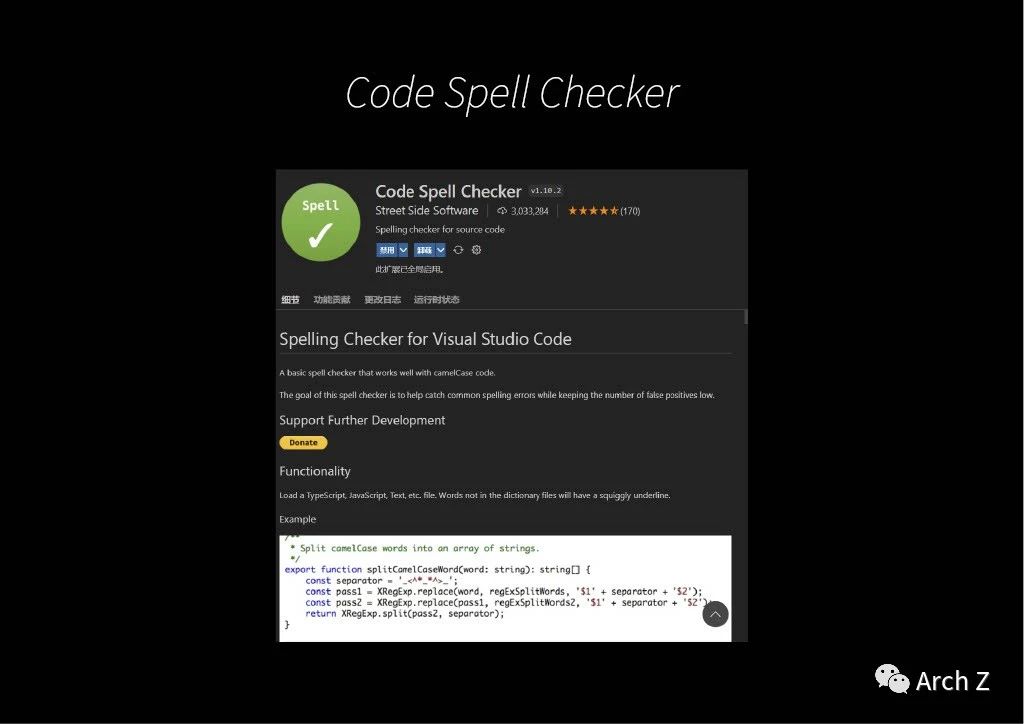 Code Spell Checker
Spell
Code Spell Checker v1.10.2
Street Side Software 3,033,284 (170)
Spelling checker for source code
禁用 卸载
此扩展已全局启用。
细节 功能贡献 更改日志 运行时状态
Spelling Checker for Visual Studio Code
A basic spell checker that works well with camelCase code.
The goal of this spell checker is to help catch common spelling errors while keeping the number of false positives low.
Support Further Development
Donate
Functionality
Load a TypeScript, JavaScript, Text, etc. file. Words not in the dictionary files will have a squiggly underline.
Example
/**
* Split camelCase words into an array of strings.
*/
export function splitCamelCaseWord(word: string): string[] {
const separator = '_<^*_*^>_';
const pass1 = XRegExp.replace(word, regExSplitWords, '$1' + separator + '$2');
const pass2 = XRegExp.replace(pass1, regExSplitWords2, '$1' + separator + '$2');
return XRegExp.split(pass2, separator);
}
Arch Z